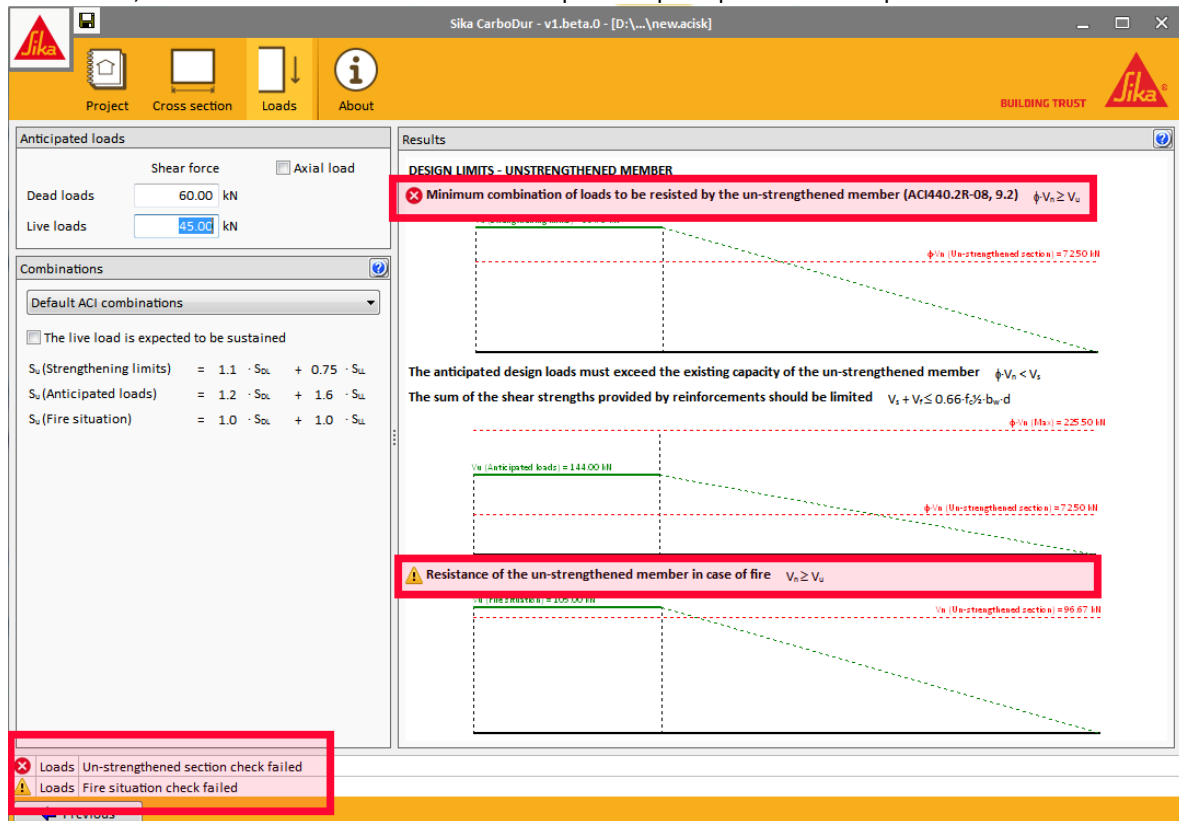 Sika CarboDur - v1.beta.0 - [D:\...\new.acisk]
Sika
Project Cross section Loads About
BUILDING TRUST
Sika®
Anticipated loads
Shear force Axial load
Dead loads 60.00 kN
Live loads 45.00 kN
Combinations
Default ACI combinations
The live load is expected to be sustained
Su (Strengthening limits) = 1.1 · SDL + 0.75 · SLL
Su (Anticipated loads) = 1.2 · SDL + 1.6 · SLL
Su (Fire situation) = 1.0 · SDL + 1.0 · SLL
Results
DESIGN LIMITS - UNSTRENGTHENED MEMBER
Minimum combination of loads to be resisted by the un-strengthened member (ACI440.2R-08, 9.2) ϕ·Vn ≥ Vu
ϕ·Vn (Un-strengthened section) = 72.50 kN
The anticipated design loads must exceed the existing capacity of the un-strengthened member ϕ·Vn < Vs
The sum of the shear strengths provided by reinforcements should be limited Vs + Vf ≤ 0.66·fc½·bw·d
ϕ·Vn (Max) = 225.50 kN
Vu (Anticipated loads) = 144.00 kN
ϕ·Vn (Un-strengthened section) = 72.50 kN
Resistance of the un-strengthened member in case of fire Vn ≥ Vu
Vu (Fire situation) = 105.00 kN
Vn (Un-strengthened section) = 96.67 kN
Loads Un-strengthened section check failed
Loads Fire situation check failed
Previous